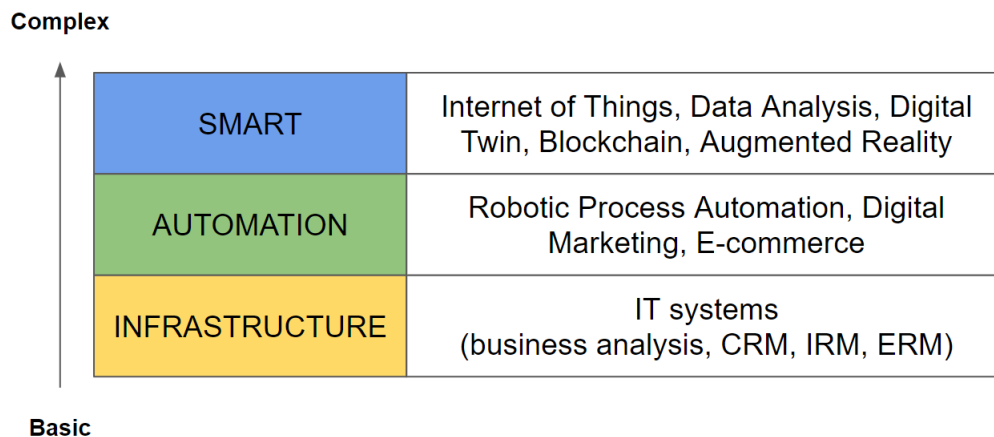 Complex
SMART
Internet of Things, Data Analysis, Digital
Twin, Blockchain, Augmented Reality
AUTOMATION
Robotic Process Automation, Digital
Marketing, E-commerce
INFRASTRUCTURE
IT systems
(business analysis, CRM, IRM, ERM)
Basic